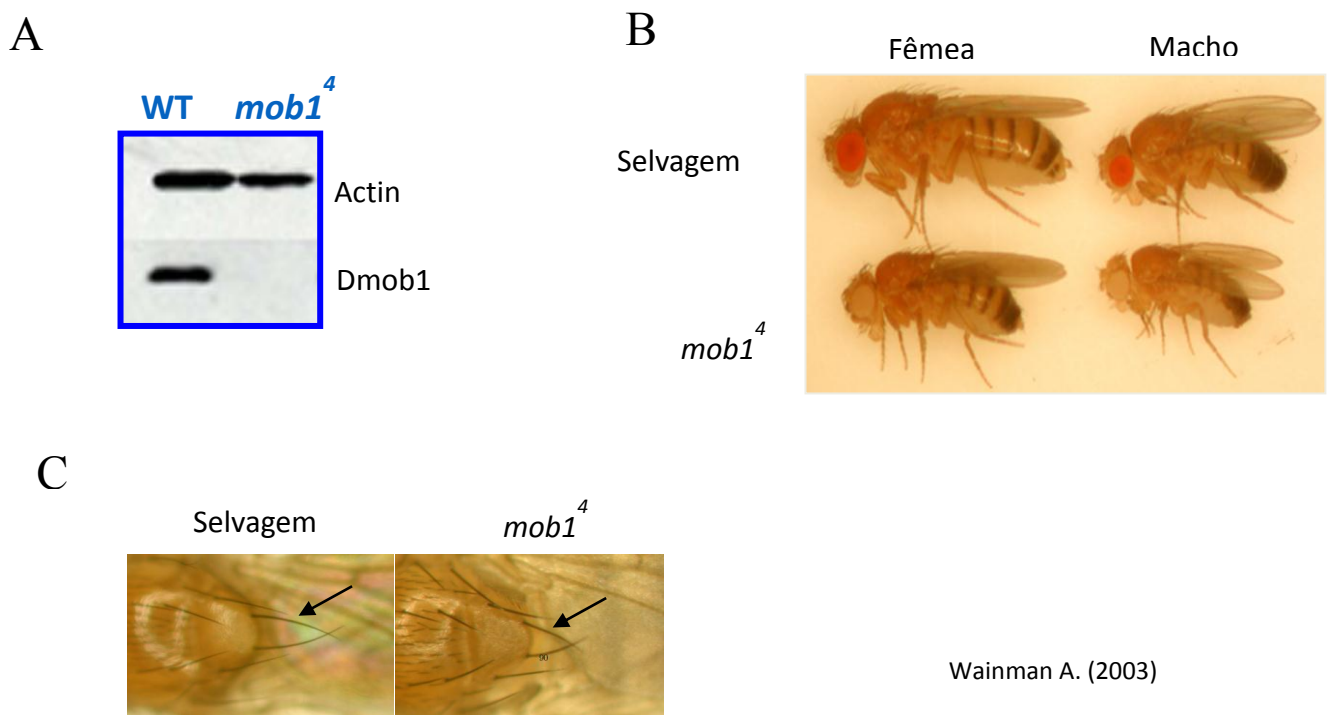 A
WT mob1⁴
Actin
Dmob1
B
Fêmea Macho
Selvagem
mob1⁴
C
Selvagem mob1⁴
Wainman A. (2003)